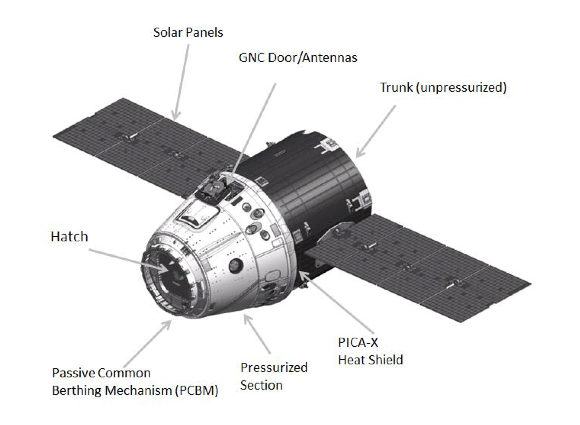 Solar Panels
GNC Door/Antennas
Trunk (unpressurized)
Hatch
PICA-X
Heat Shield
Pressurized
Section
Passive Common
Berthing Mechanism (PCBM)